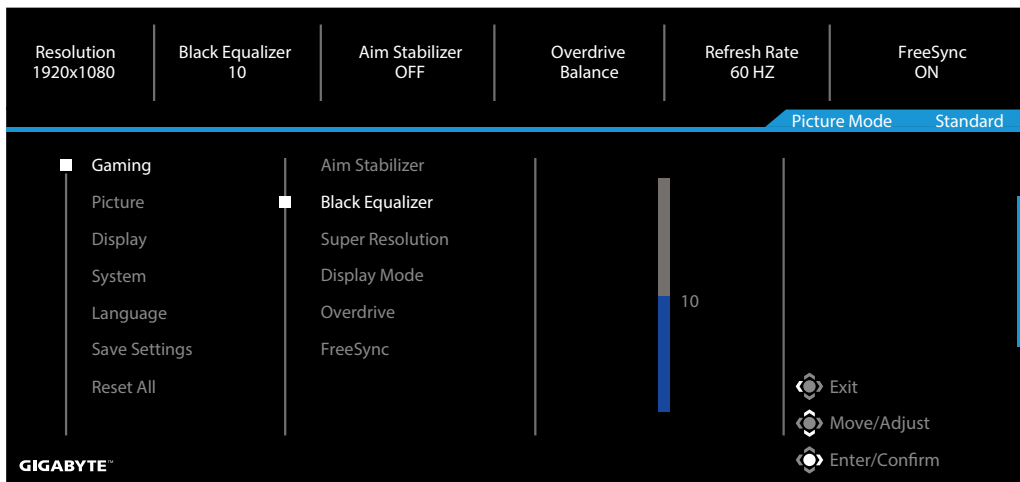 Resolution
1920x1080
Black Equalizer
10
Aim Stabilizer
OFF
Overdrive
Balance
Refresh Rate
60 HZ
FreeSync
ON
Picture Mode Standard
Gaming
Picture
Display
System
Language
Save Settings
Reset All
Aim Stabilizer
Black Equalizer
Super Resolution
Display Mode
Overdrive
FreeSync
10
Exit
Move/Adjust
Enter/Confirm
GIGABYTE™